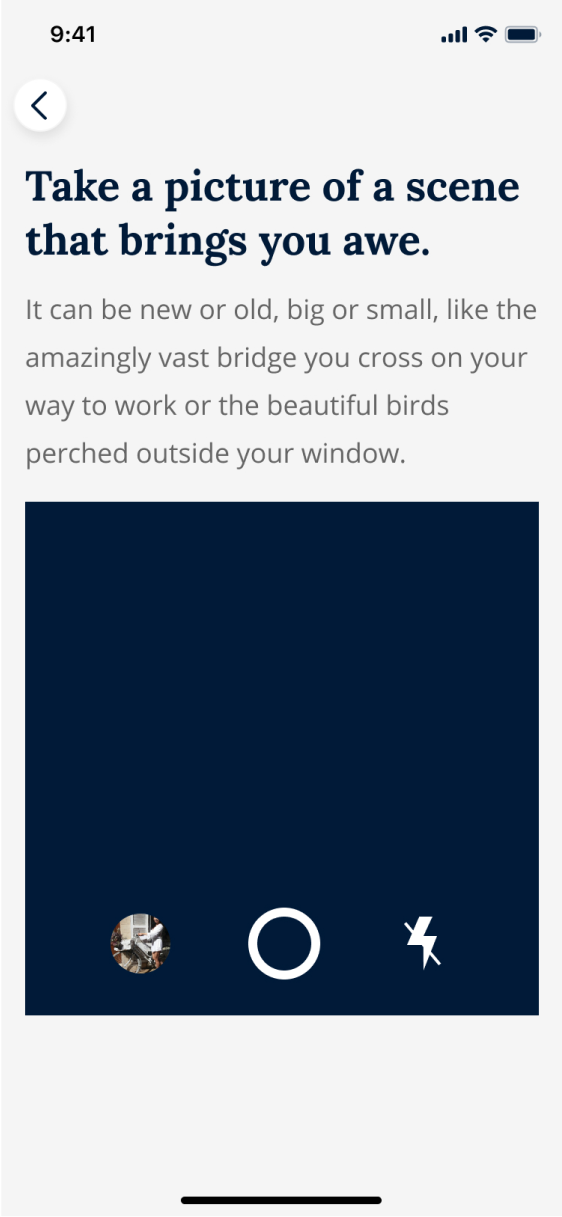 9:41
Take a picture of a scene
that brings you awe.
It can be new or old, big or small, like the
amazingly vast bridge you cross on your
way to work or the beautiful birds
perched outside your window.